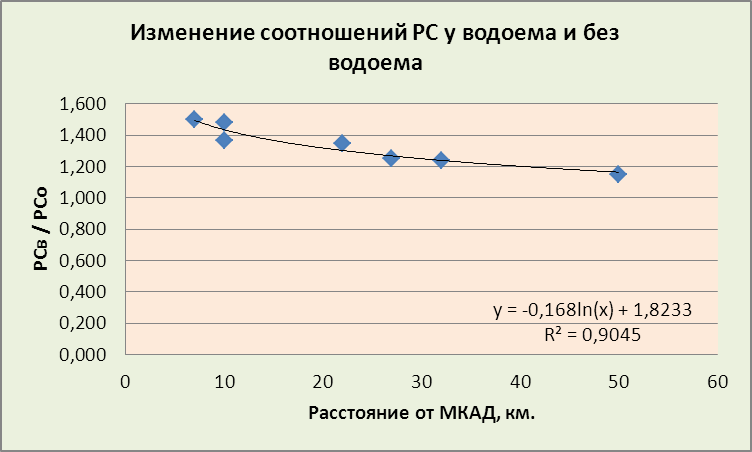 Изменение соотношений РС у водоема и без
водоема
1,600
1,400
1,200
1,000
0,800
0,600
0,400
0,200
0,000
РСв / РСо
y = -0,168ln(x) + 1,8233
R² = 0,9045
0 10 20 30 40 50 60
Расстояние от МКАД, км.